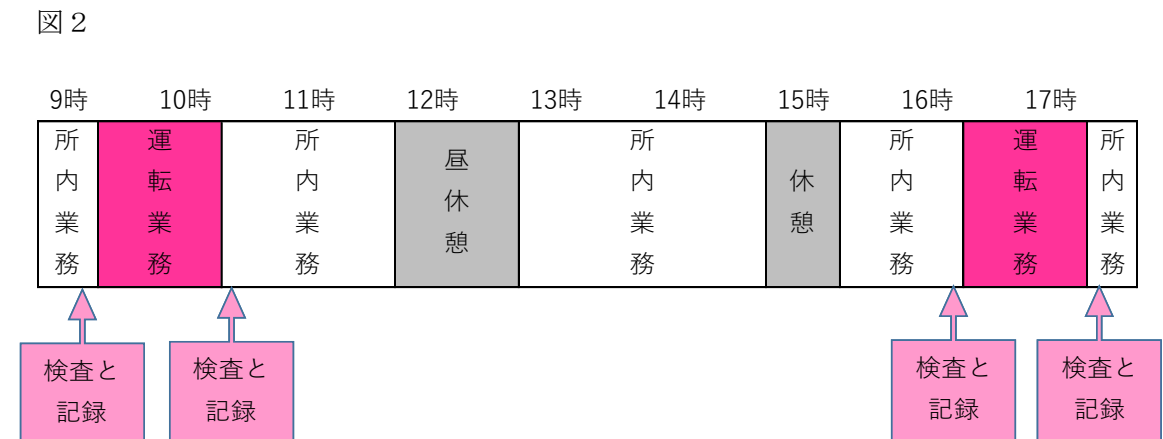 図２
9時 10時 11時 12時 13時 14時 15時 16時 17時
所内業務
運転業務
所内業務
昼休憩
所内業務
休憩
所内業務
運転業務
所内業務
検査と
記録
検査と
記録
検査と
記録
検査と
記録